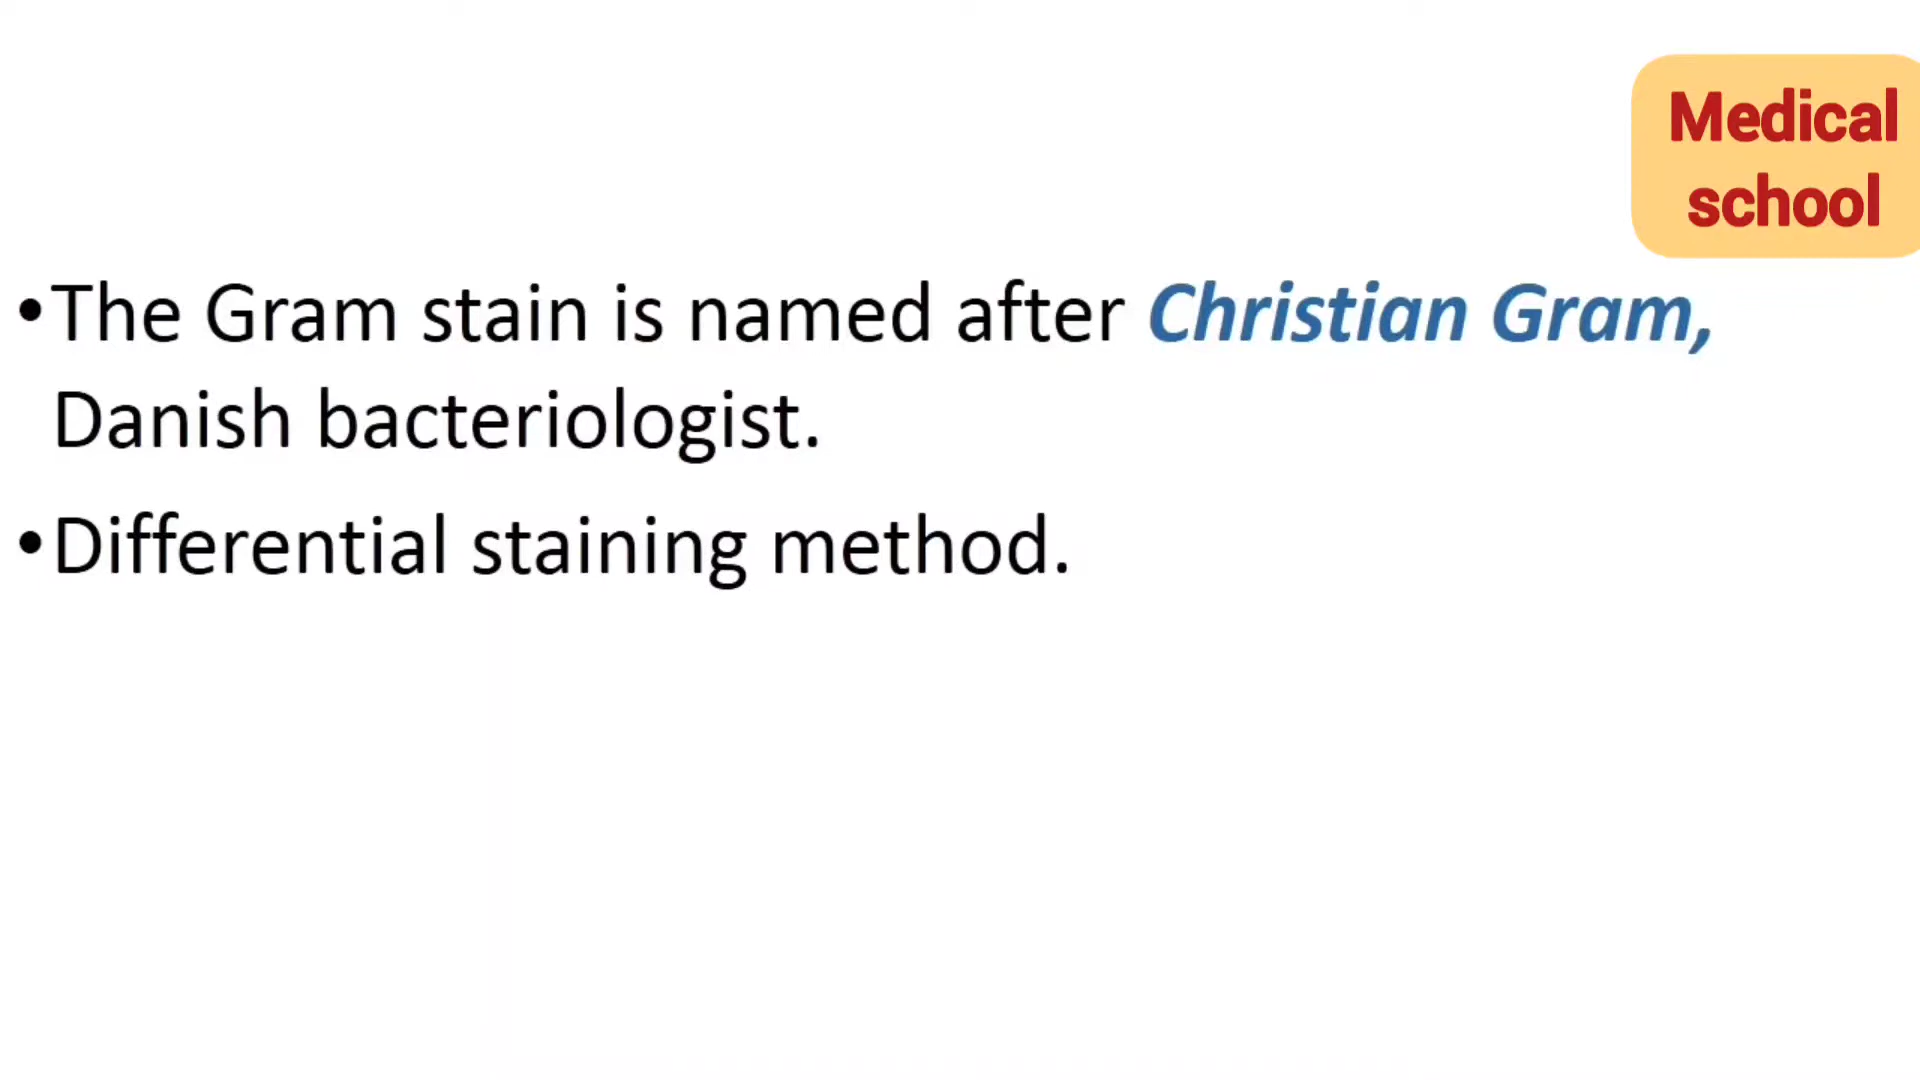 Medical
school
•The Gram stain is named after Christian Gram,
Danish bacteriologist.
•Differential staining method.